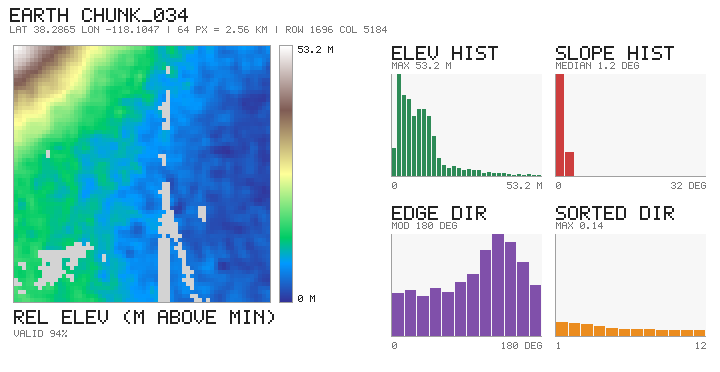 EARTH CHUNK_034
LAT 38.2865 LON -118.1047 | 64 PX = 2.56 KM | ROW 1696 COL 5184
53.2 M
0 M
REL ELEV (M ABOVE MIN)
VALID 94%
ELEV HIST
MAX 53.2 M
0 53.2 M
SLOPE HIST
MEDIAN 1.2 DEG
0 32 DEG
EDGE DIR
MOD 180 DEG
0 180 DEG
SORTED DIR
MAX 0.14
1 12